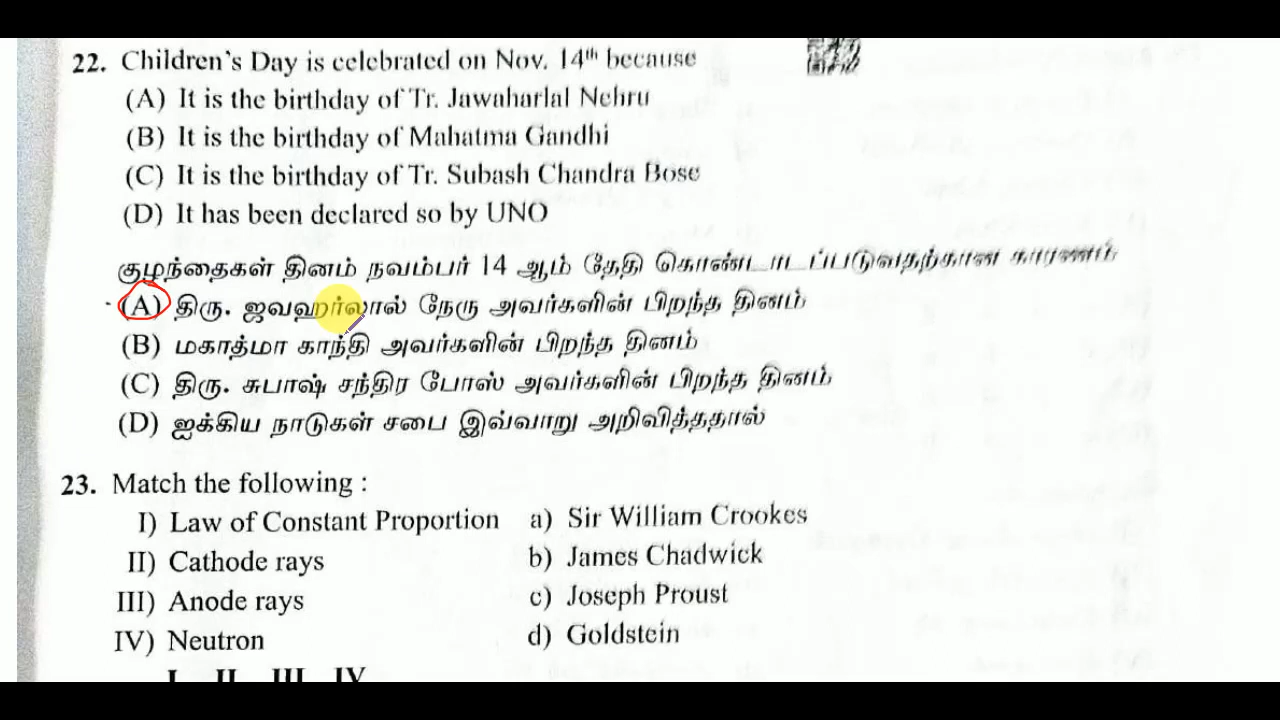 22. Children's Day is celebrated on Nov. 14th because
(A) It is the birthday of Tr. Jawaharlal Nehru
(B) It is the birthday of Mahatma Gandhi
(C) It is the birthday of Tr. Subash Chandra Bose
(D) It has been declared so by UNO
குழந்தைகள் தினம் நவம்பர் 14 ஆம் தேதி கொண்டாடப்படுவதற்கான காரணம்
(A) திரு. ஜவஹர்லால் நேரு அவர்களின் பிறந்த தினம்
(B) மகாத்மா காந்தி அவர்களின் பிறந்த தினம்
(C) திரு. சுபாஷ் சந்திர போஸ் அவர்களின் பிறந்த தினம்
(D) ஐக்கிய நாடுகள் சபை இவ்வாறு அறிவித்ததால்
23. Match the following :
I) Law of Constant Proportion a) Sir William Crookes
II) Cathode rays b) James Chadwick
III) Anode rays c) Joseph Proust
IV) Neutron d) Goldstein
I II III IV